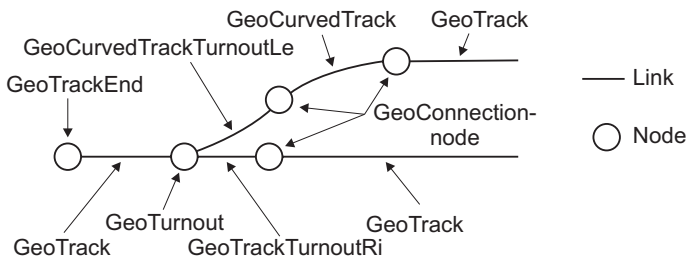 GeoCurvedTrack
GeoTrack
GeoCurvedTrackTurnoutLe
GeoTrackEnd
Link
GeoConnection-
node
Node
GeoTurnout
GeoTrack
GeoTrack
GeoTrackTurnoutRi